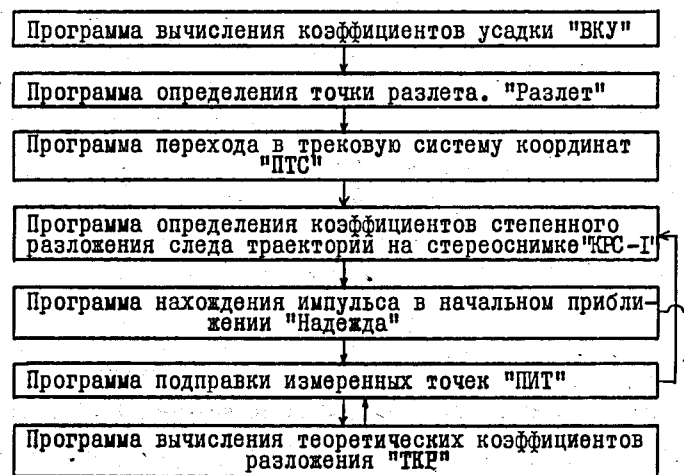 Программа вычисления коэффициентов усадки "ВКУ"
Программа определения точки разлета. "Разлет"
Программа перехода в трековую систему координат
"ПТС"
Программа определения коэффициентов степенного
разложения следа траектории на стереоснимке"КРС-I"
Программа нахождения импульса в начальном прибли-
жении "Надежда"
Программа подправки измеренных точек "ПИТ"
Программа вычисления теоретических коэффициентов
разложения "ТКР"